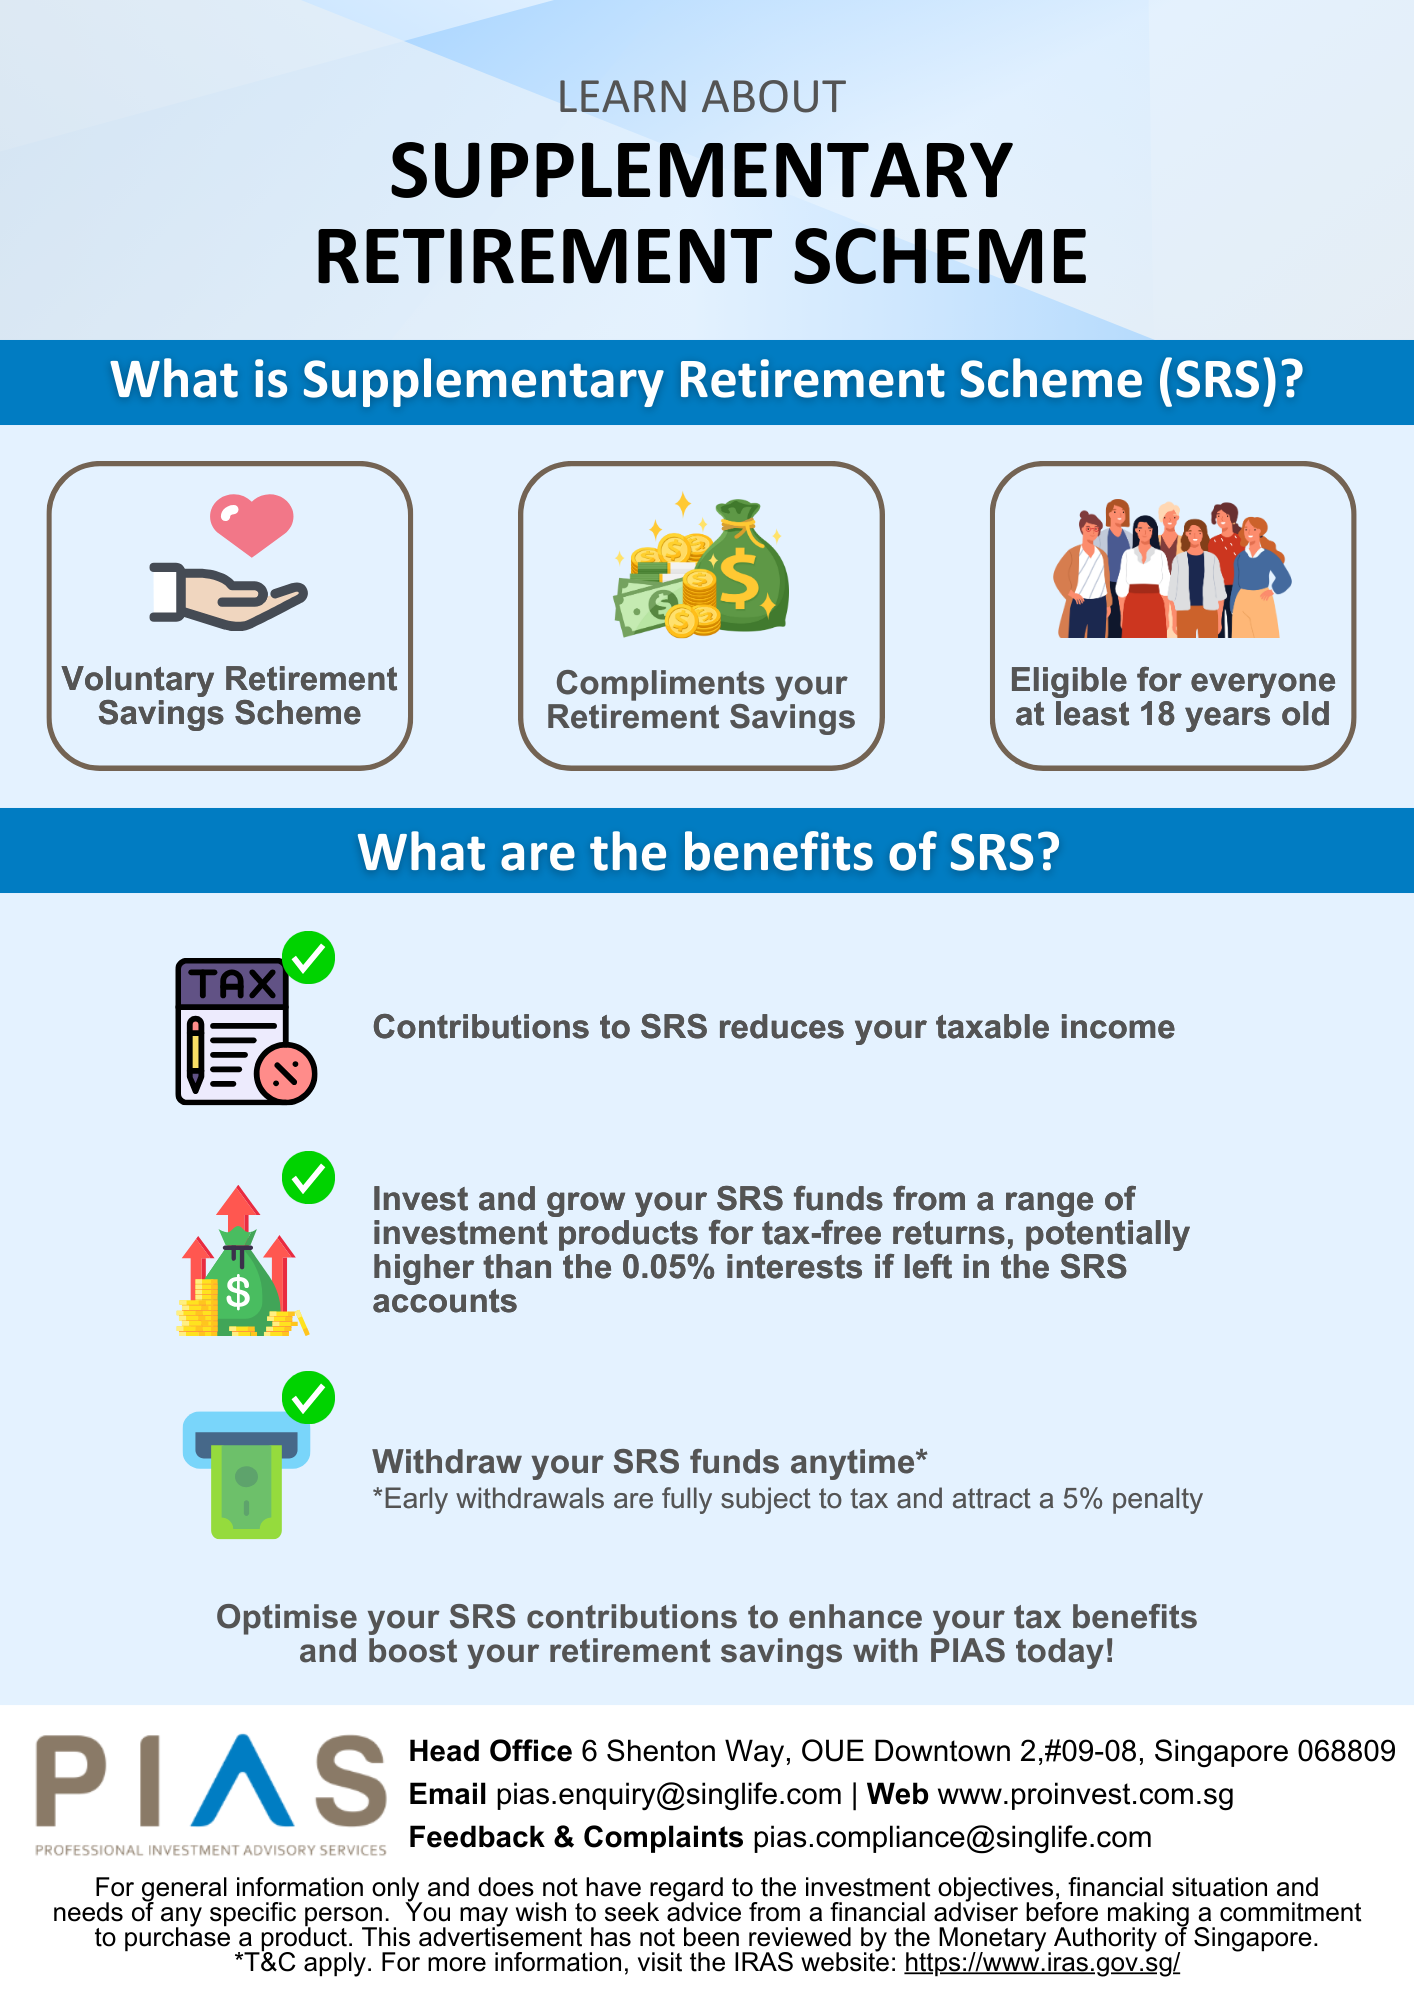 LEARN ABOUT
SUPPLEMENTARY
RETIREMENT SCHEME
What is Supplementary Retirement Scheme (SRS)?
Voluntary Retirement
Savings Scheme
Compliments your
Retirement Savings
Eligible for everyone
at least 18 years old
What are the benefits of SRS?
TAX
Contributions to SRS reduces your taxable income
Invest and grow your SRS funds from a range of
investment products for tax-free returns, potentially
higher than the 0.05% interests if left in the SRS
accounts
Withdraw your SRS funds anytime*
*Early withdrawals are fully subject to tax and attract a 5% penalty
Optimise your SRS contributions to enhance your tax benefits
and boost your retirement savings with PIAS today!
PIAS
PROFESSIONAL INVESTMENT ADVISORY SERVICES
Head Office 6 Shenton Way, OUE Downtown 2,#09-08, Singapore 068809
Email pias.enquiry@singlife.com | Web www.proinvest.com.sg
Feedback & Complaints pias.compliance@singlife.com
For general information only and does not have regard to the investment objectives, financial situation and
needs of any specific person.  You may wish to seek advice from a financial adviser before making a commitment
to purchase a product. This advertisement has not been reviewed by the Monetary Authority of Singapore.
*T&C apply. For more information, visit the IRAS website: https://www.iras.gov.sg/